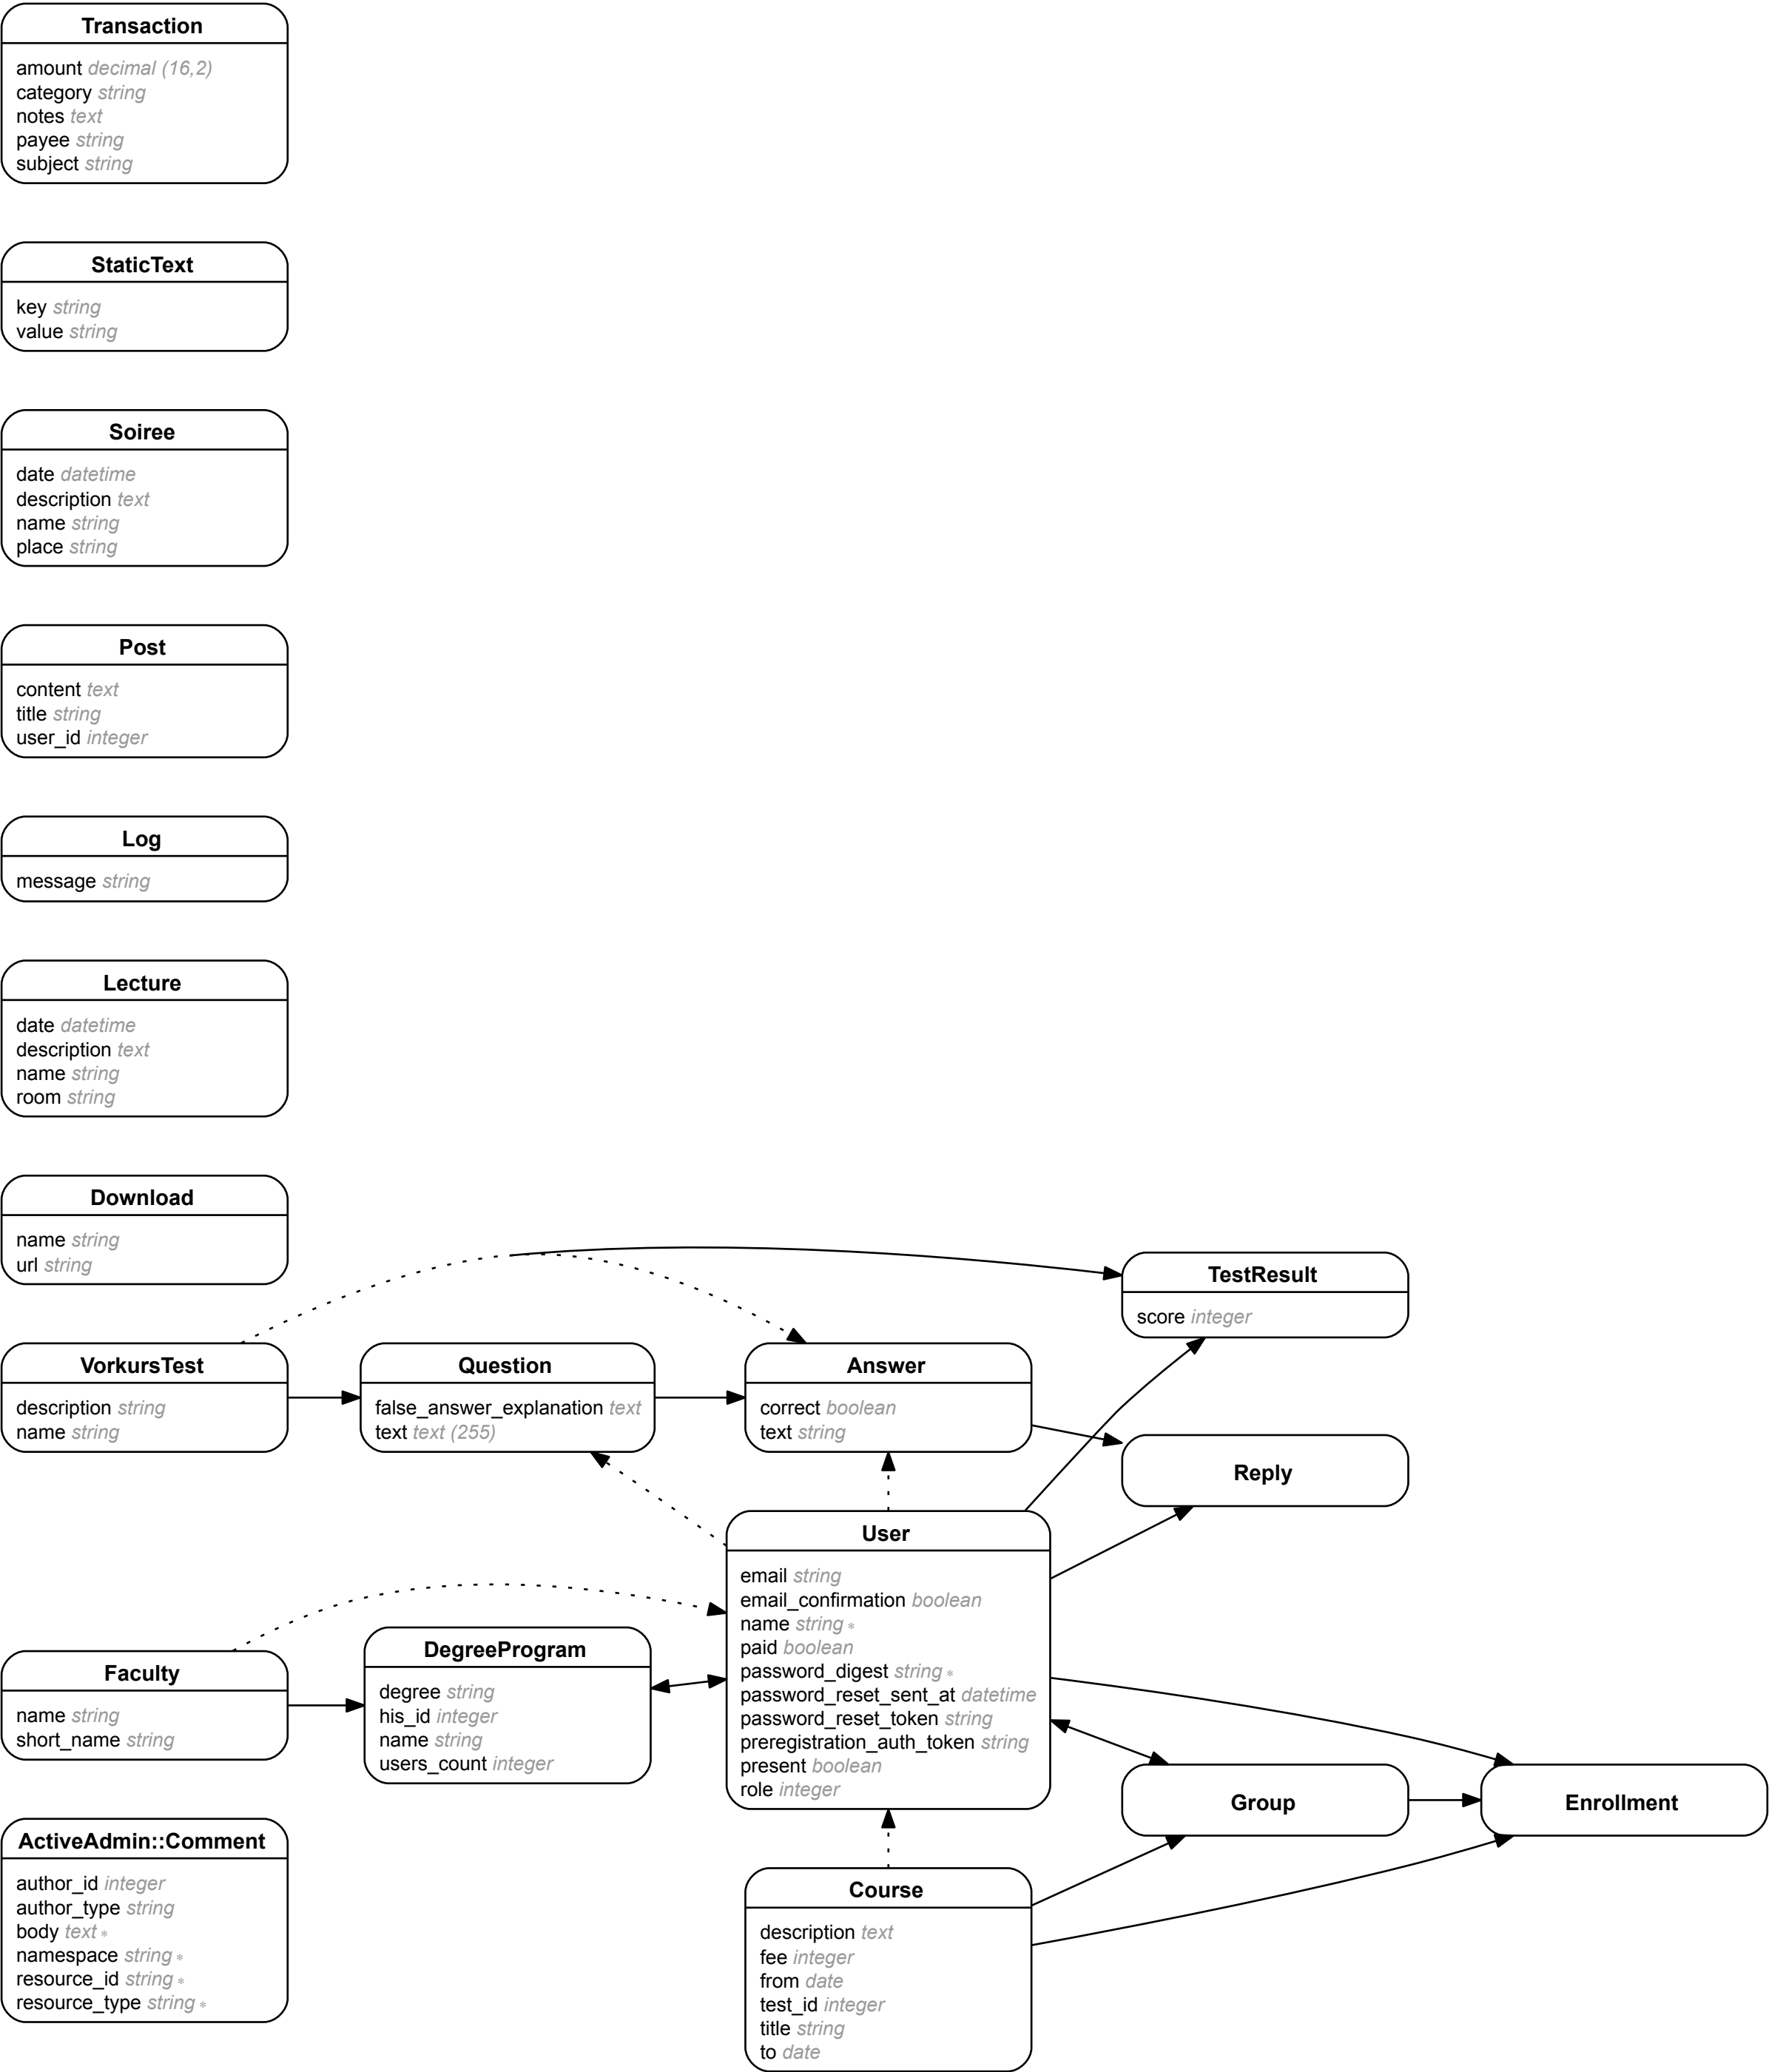 Transaction
amount decimal (16,2)
category string
notes text
payee string
subject string
StaticText
key string
value string
Soiree
date datetime
description text
name string
place string
Post
content text
title string
user_id integer
Log
message string
Lecture
date datetime
description text
name string
room string
Download
name string
url string
TestResult
score integer
VorkursTest
description string
name string
Question
false_answer_explanation text
text text (255)
Answer
correct boolean
text string
Reply
User
email string
email_confirmation boolean
name string *
paid boolean
password_digest string *
password_reset_sent_at datetime
password_reset_token string
preregistration_auth_token string
present boolean
role integer
Faculty
name string
short_name string
DegreeProgram
degree string
his_id integer
name string
users_count integer
Group
Enrollment
ActiveAdmin::Comment
author_id integer
author_type string
body text *
namespace string *
resource_id string *
resource_type string *
Course
description text
fee integer
from date
test_id integer
title string
to date